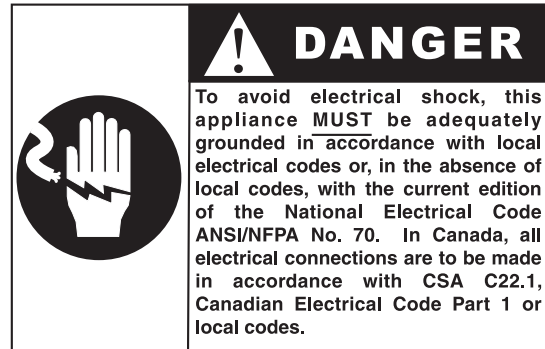 DANGER
To avoid electrical shock, this
appliance MUST be adequately
grounded in accordance with local
electrical codes or, in the absence of
local codes, with the current edition
of the National Electrical Code
ANSI/NFPA No. 70. In Canada, all
electrical connections are to be made
in accordance with CSA C22.1,
Canadian Electrical Code Part 1 or
local codes.